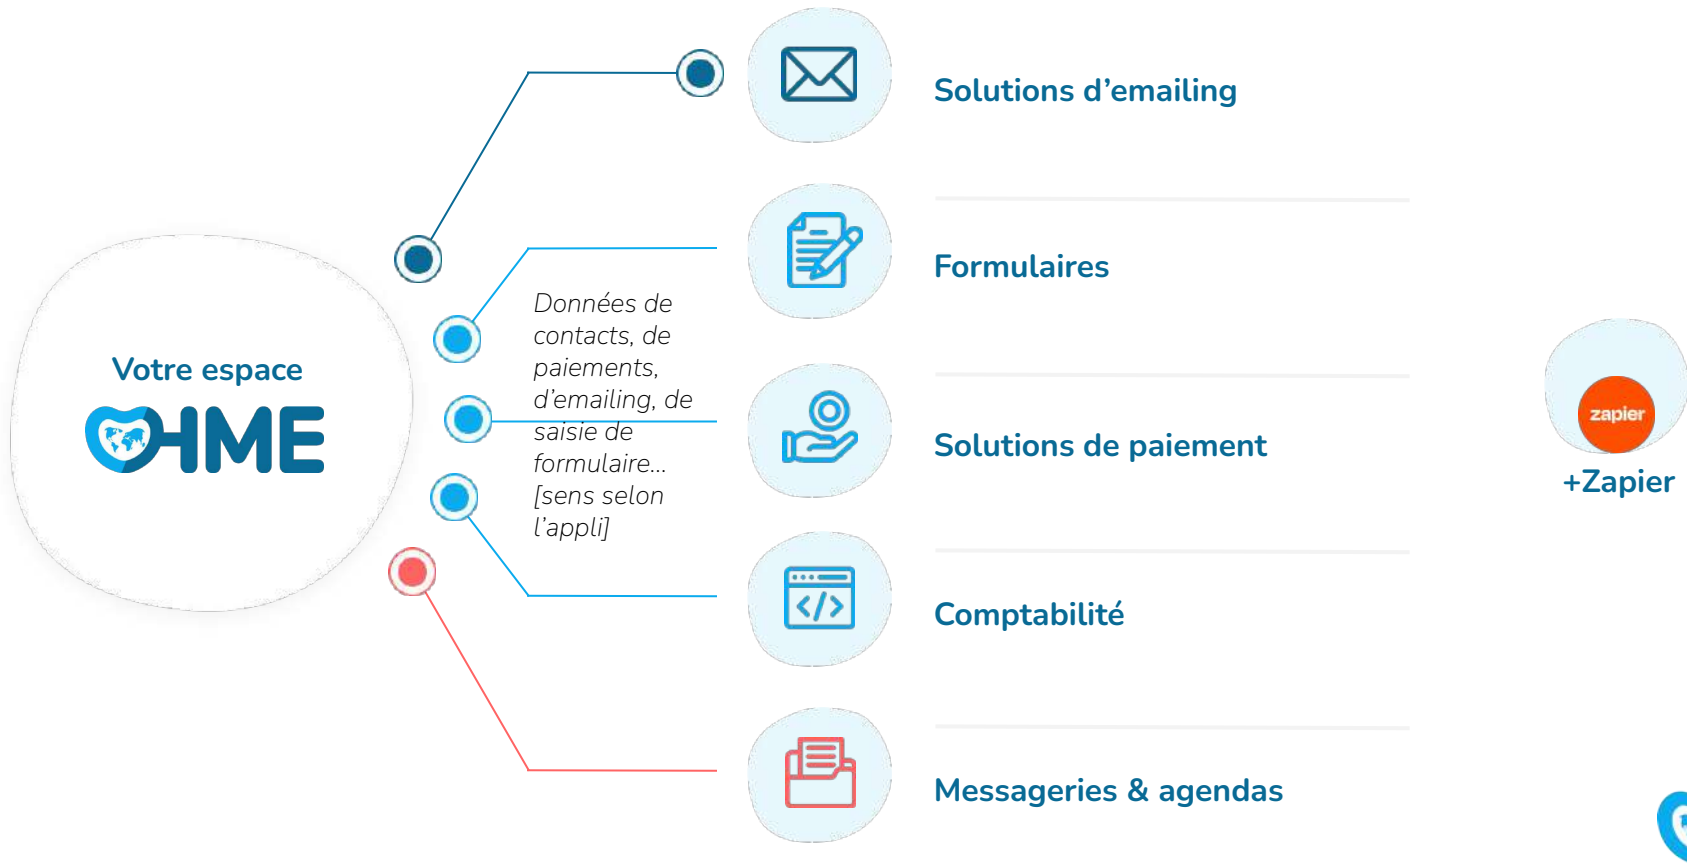 Solutions d’emailing
Formulaires
Données de
contacts, de
paiements,
d’emailing, de
saisie de
formulaire...
[sens selon
l’appli]
Votre espace
OHME
Solutions de paiement
zapier
+Zapier
Comptabilité
Messageries & agendas